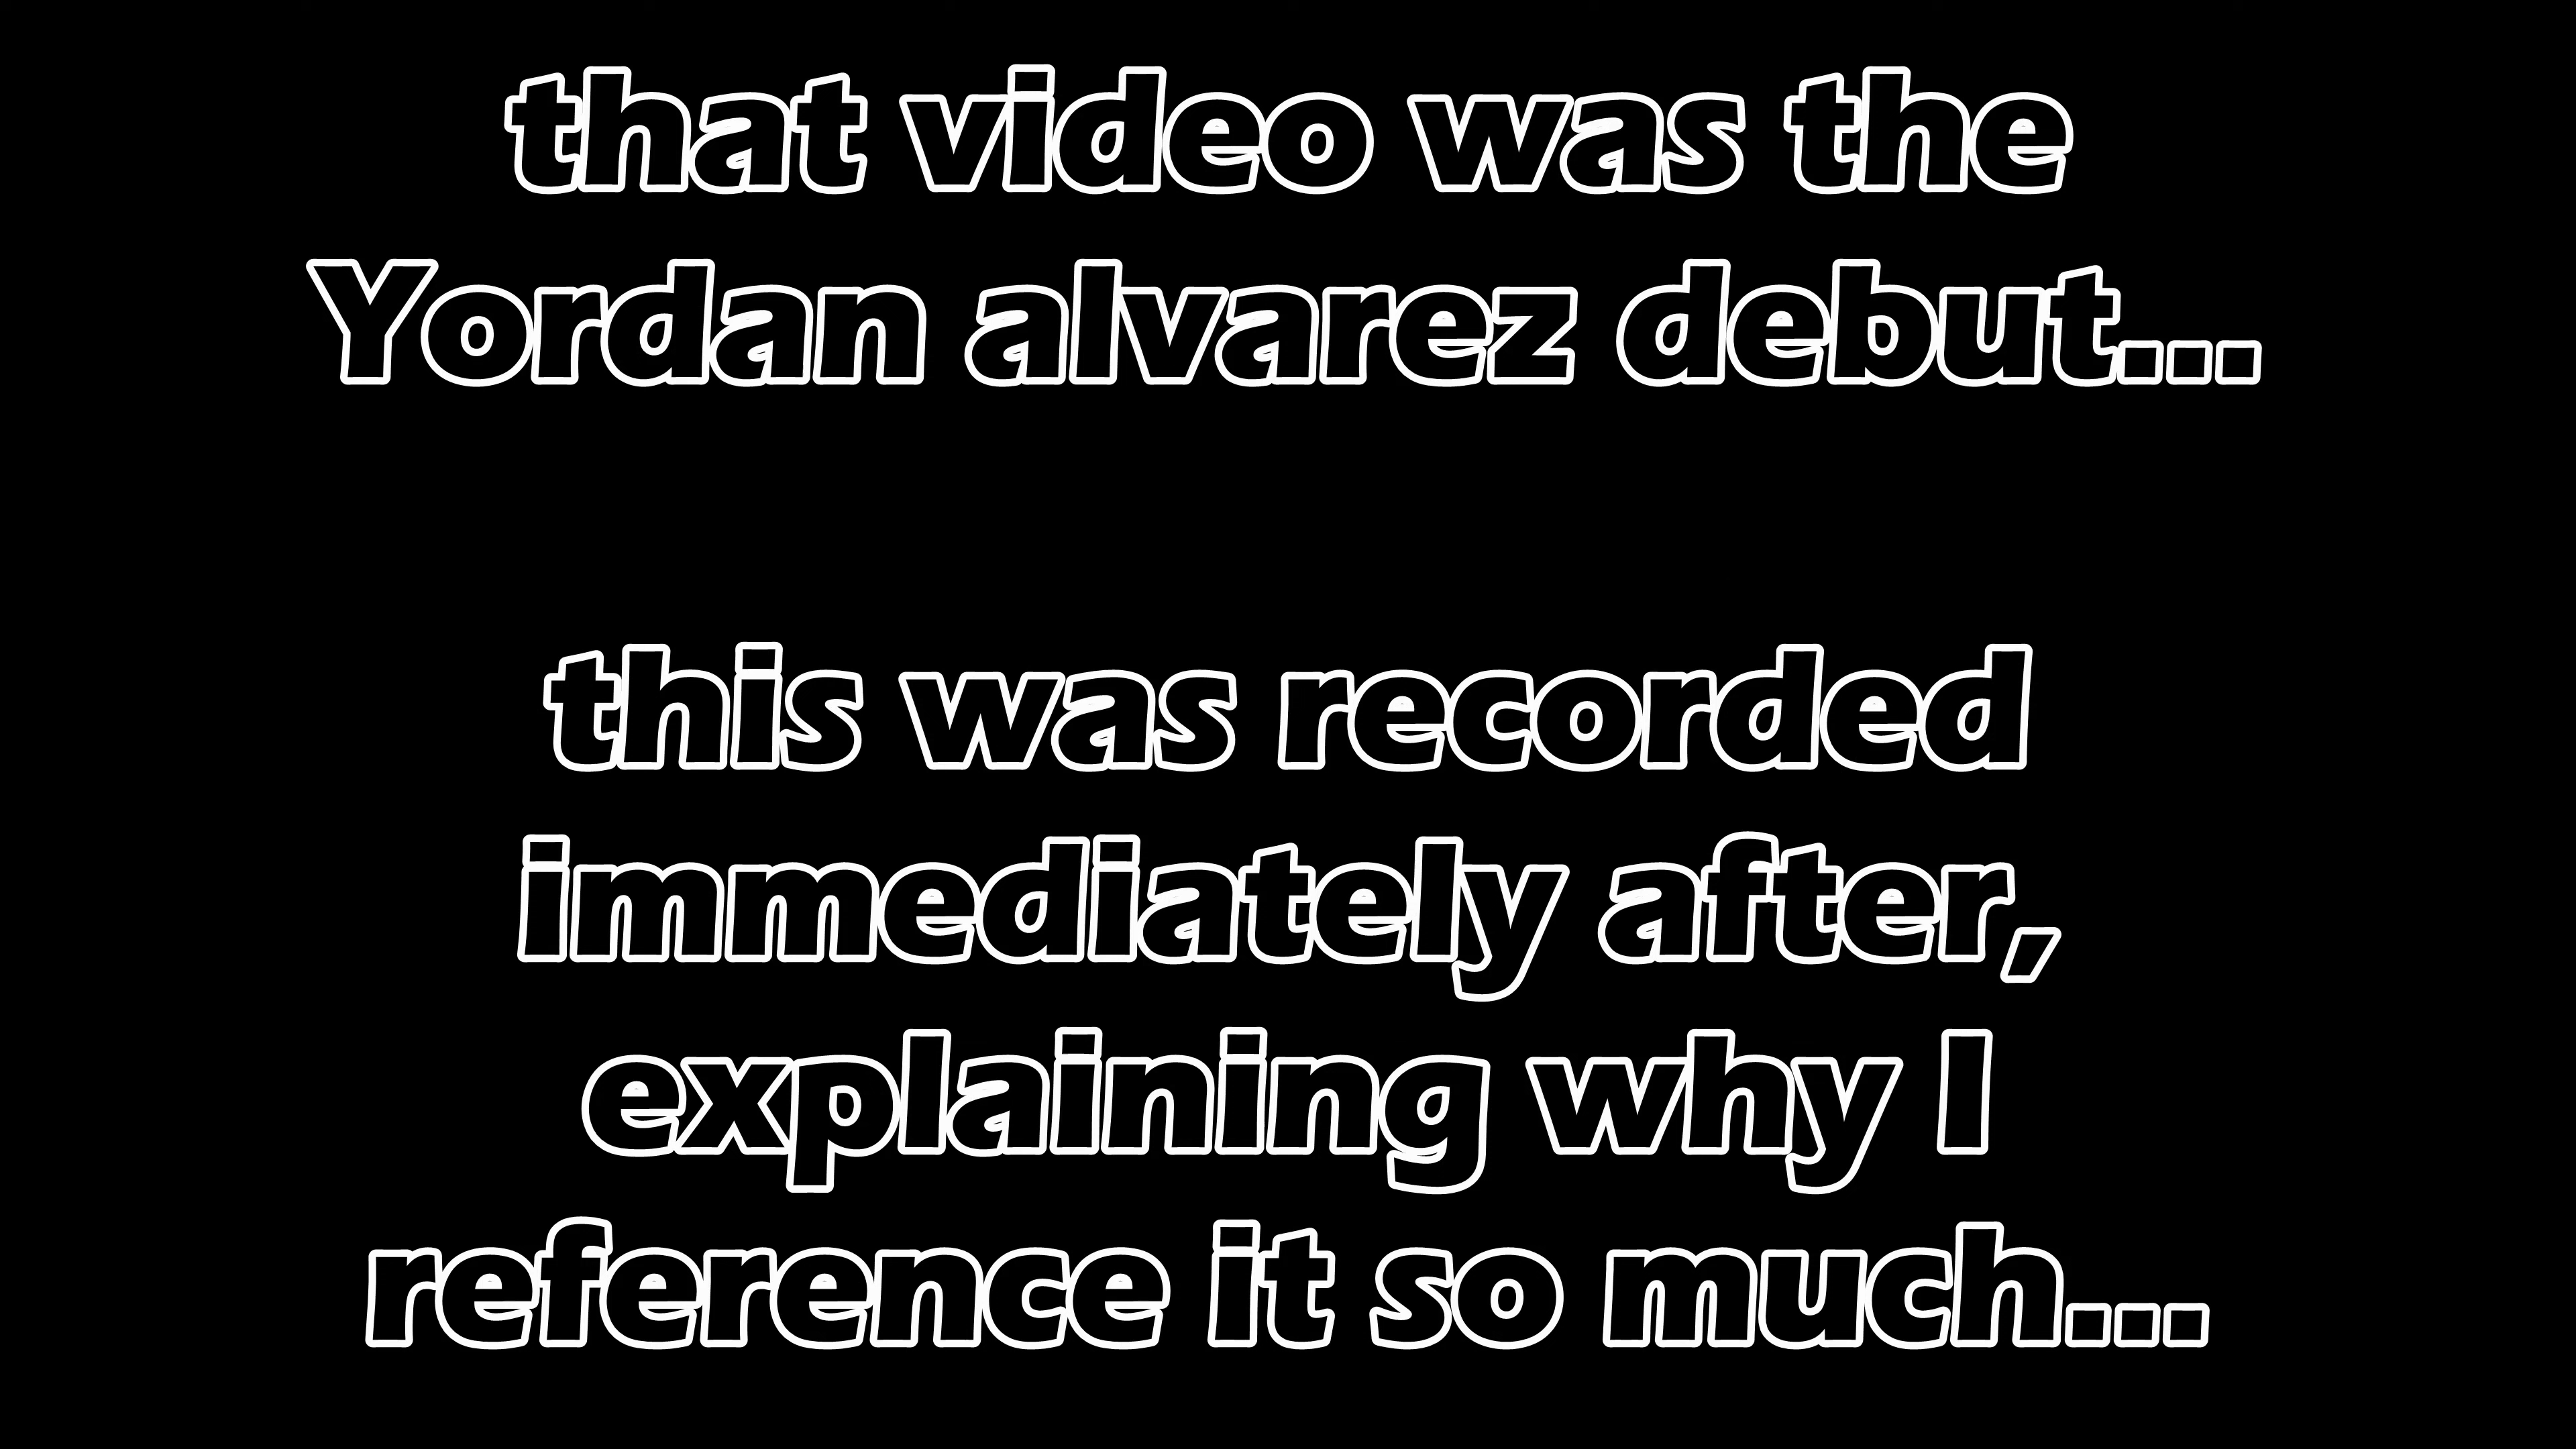 that video was the
Yordan alvarez debut...
this was recorded
immediately after,
explaining why I
reference it so much...